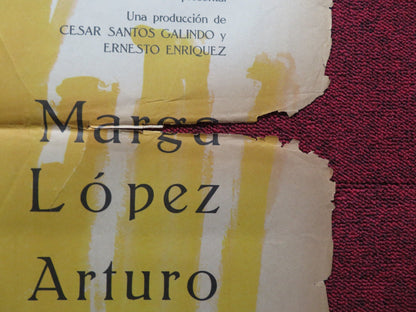 Una producción de
CESAR SANTOS GALINDO y
ERNESTO ENRIQUEZ
Marga
López
Arturo